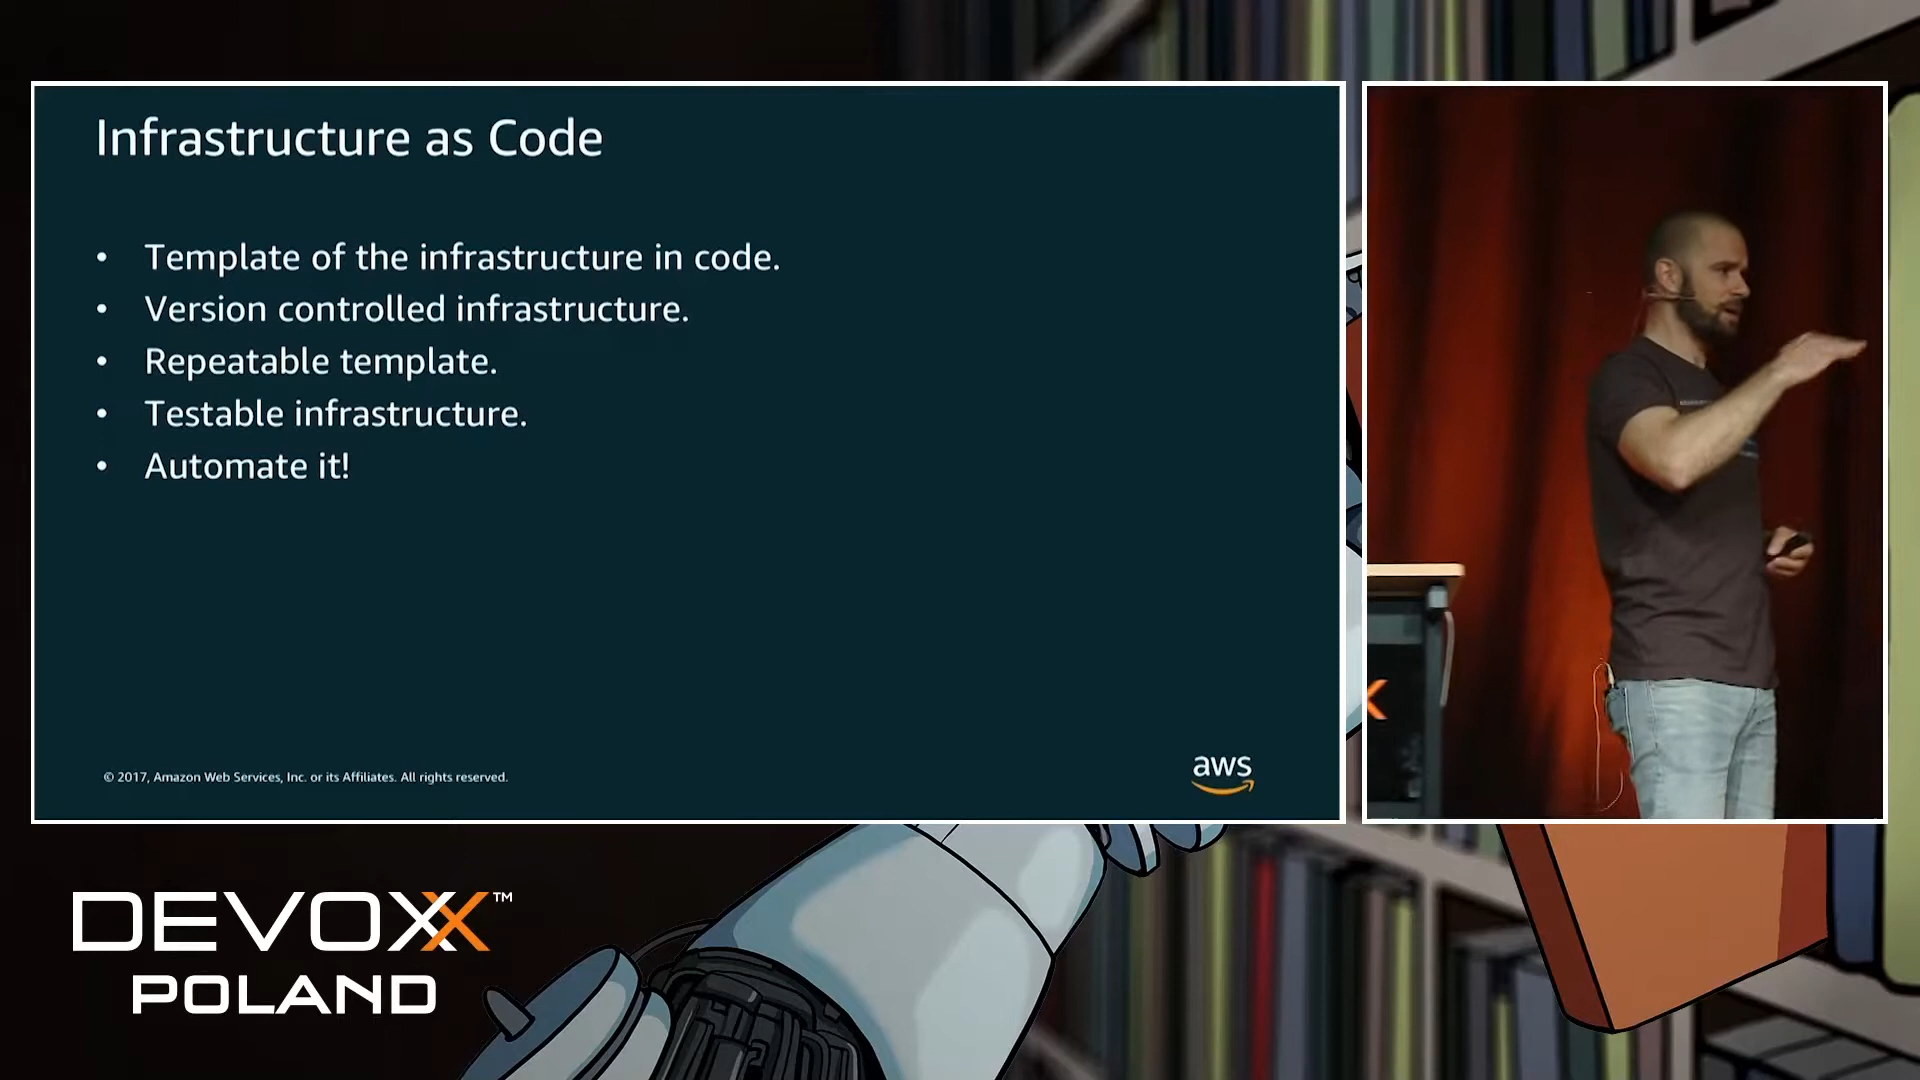 Infrastructure as Code
• Template of the infrastructure in code.
• Version controlled infrastructure.
• Repeatable template.
• Testable infrastructure.
• Automate it!
© 2017, Amazon Web Services, Inc. or its Affiliates. All rights reserved.
aws
X
DEVOXX™
POLAND